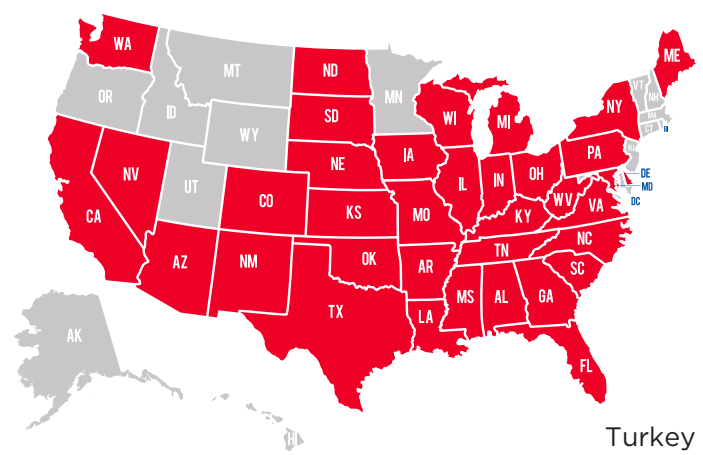 WA
MT
ND
MN
ME
VT
NH
OR
ID
SD
WI
MI
NY
MA
CT
RI
WY
NE
IA
PA
NJ
NV
UT
CO
IL
IN
OH
DE
MD
CA
KS
MO
KY
WV
VA
DC
AZ
NM
OK
AR
TN
NC
SC
TX
LA
MS
AL
GA
AK
FL
HI
Turkey